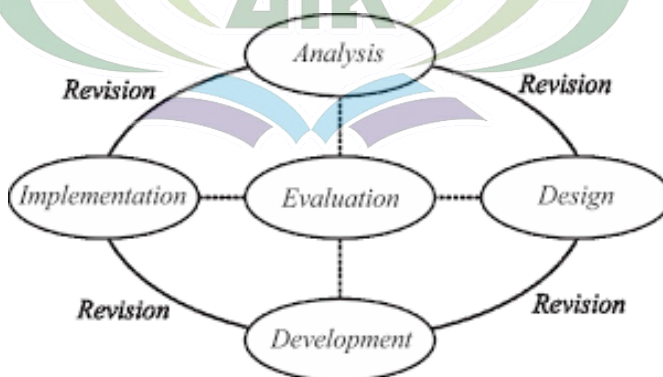 Analysis
Revision
Revision
Implementation
Evaluation
Design
Revision
Revision
Development